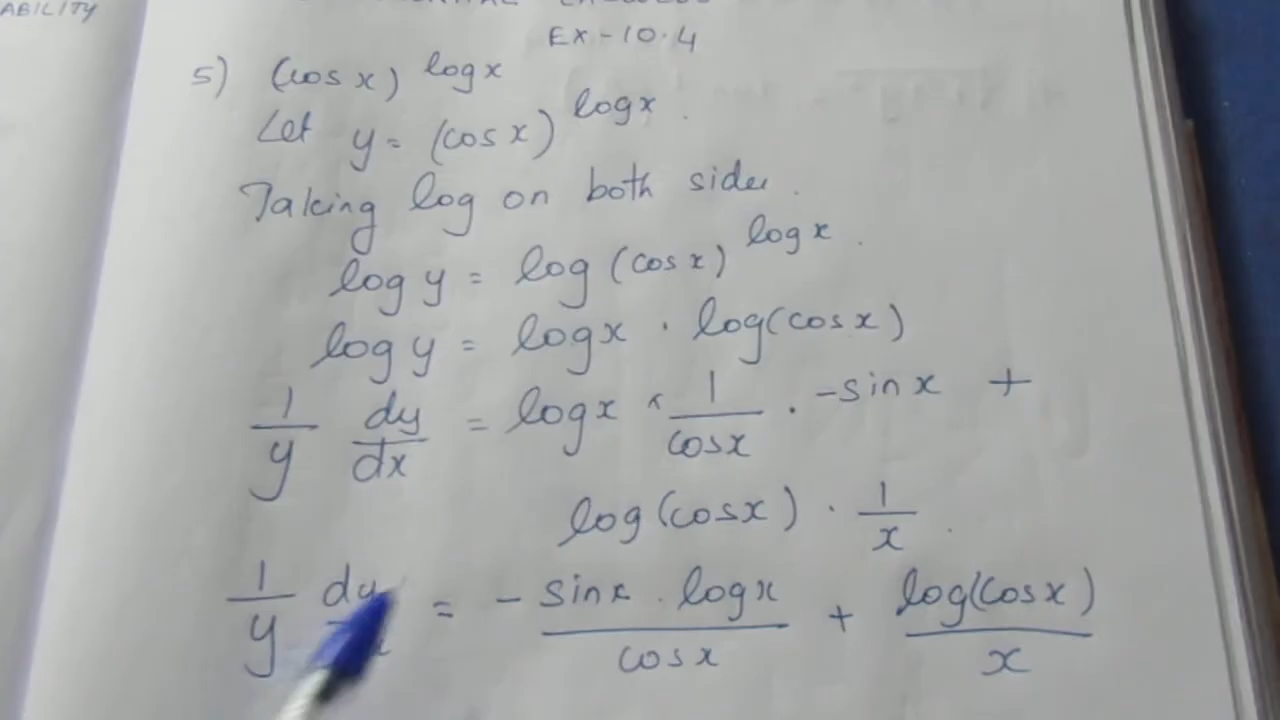 ABILITY
EX-10.4
5) (cos x)^log x
Let y = (cos x)^log x.
Taking log on both sides.
log y = log (cos x)^log x.
log y = log x · log(cos x)
1/y dy/dx = log x × 1/cos x · -sin x +
log(cos x) · 1/x.
1/y dy = - sin x · log x / cos x + log(cos x) / x